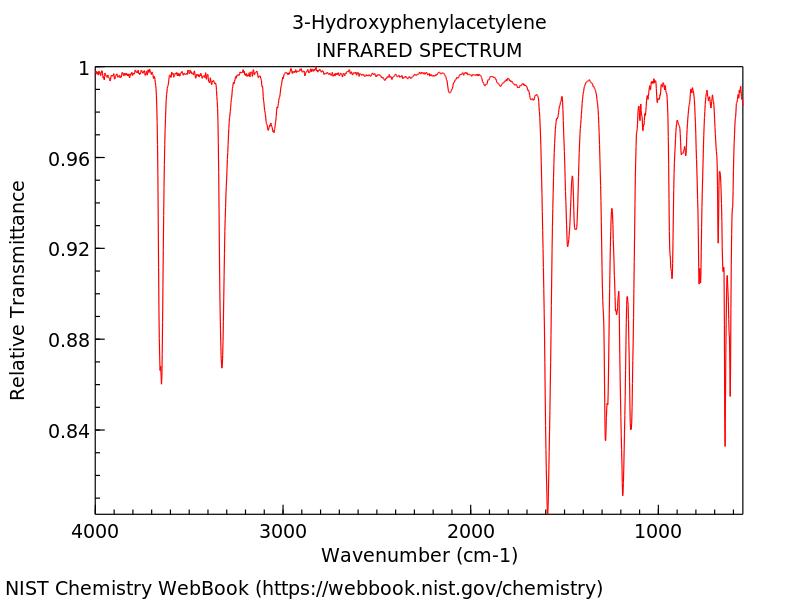 3-Hydroxyphenylacetylene
INFRARED SPECTRUM
1
0.96
0.92
0.88
0.84
Relative Transmittance
4000 3000 2000 1000
Wavenumber (cm-1)
NIST Chemistry WebBook (https://webbook.nist.gov/chemistry)